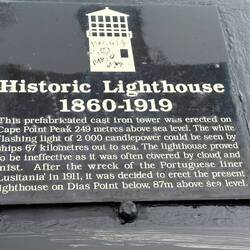 Historic Lighthouse
1860-1919
This prefabricated cast iron tower was erected on
Cape Point Peak 249 metres above sea level. The white
flashing light of 2 000 candlepower could be seen by
ships 67 kilometres out to sea. The lighthouse proved
to be ineffective as it was often covered by cloud and
mist. After the wreck of the Portuguese liner
Lusitania in 1911, it was decided to erect the present
lighthouse on Dias Point below, 87m above sea level